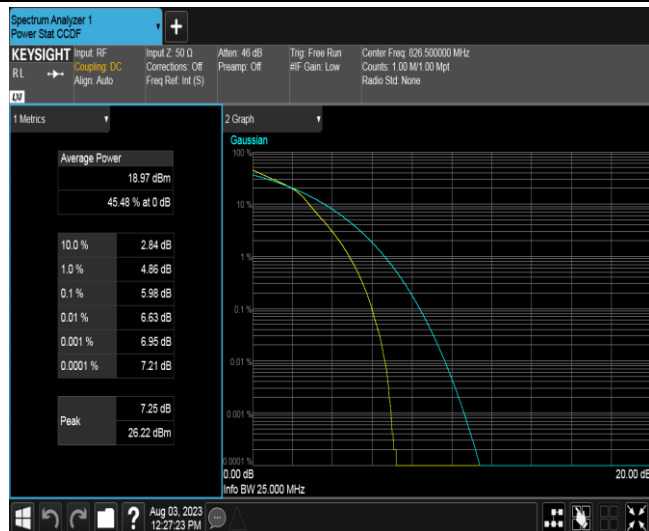 Spectrum Analyzer 1
Power Stat CCDF
+
KEYSIGHT
RL
Input: RF
Coupling: DC
Align: Auto
Input Z: 50 Ω
Corrections: Off
Freq Ref: Int (S)
Atten: 46 dB
Preamp: Off
Trig: Free Run
#IF Gain: Low
Center Freq: 826.500000 MHz
Counts: 1.00 M/1.00 Mpt
Radio Std: None
1 Metrics
Average Power
18.97 dBm
45.48 % at 0 dB
10.0 % 2.84 dB
1.0 % 4.86 dB
0.1 % 5.98 dB
0.01 % 6.63 dB
0.001 % 6.95 dB
0.0001 % 7.21 dB
Peak
7.25 dB
26.22 dBm
2 Graph
Gaussian
100 %
10 %
1 %
0.1 %
0.01 %
0.001 %
0.0001 %
0.00 dB
20.00 dB
Info BW 25.000 MHz
?
Aug 03, 2023
12:27:23 PM